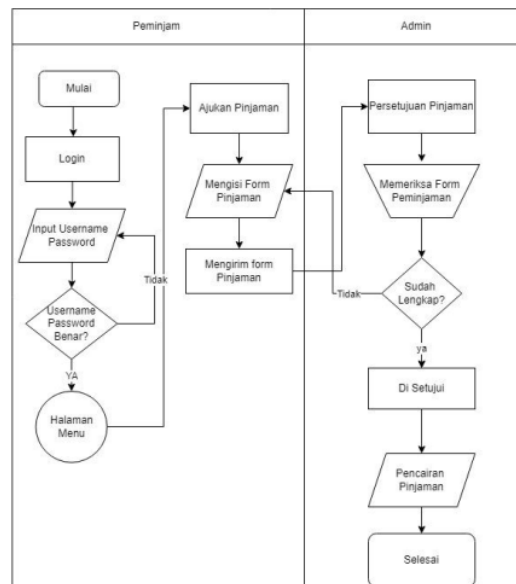 Peminjam
Admin
Mulai
Login
Input Username
Password
Tidak
Username
Password
Benar?
YA
Halaman
Menu
Ajukan Pinjaman
Mengisi Form
Pinjaman
Mengirim form
Pinjaman
Persetujuan Pinjaman
Memeriksa Form
Peminjaman
Sudah
Lengkap?
Tidak
ya
Di Setujui
Pencairan
Pinjaman
Selesai